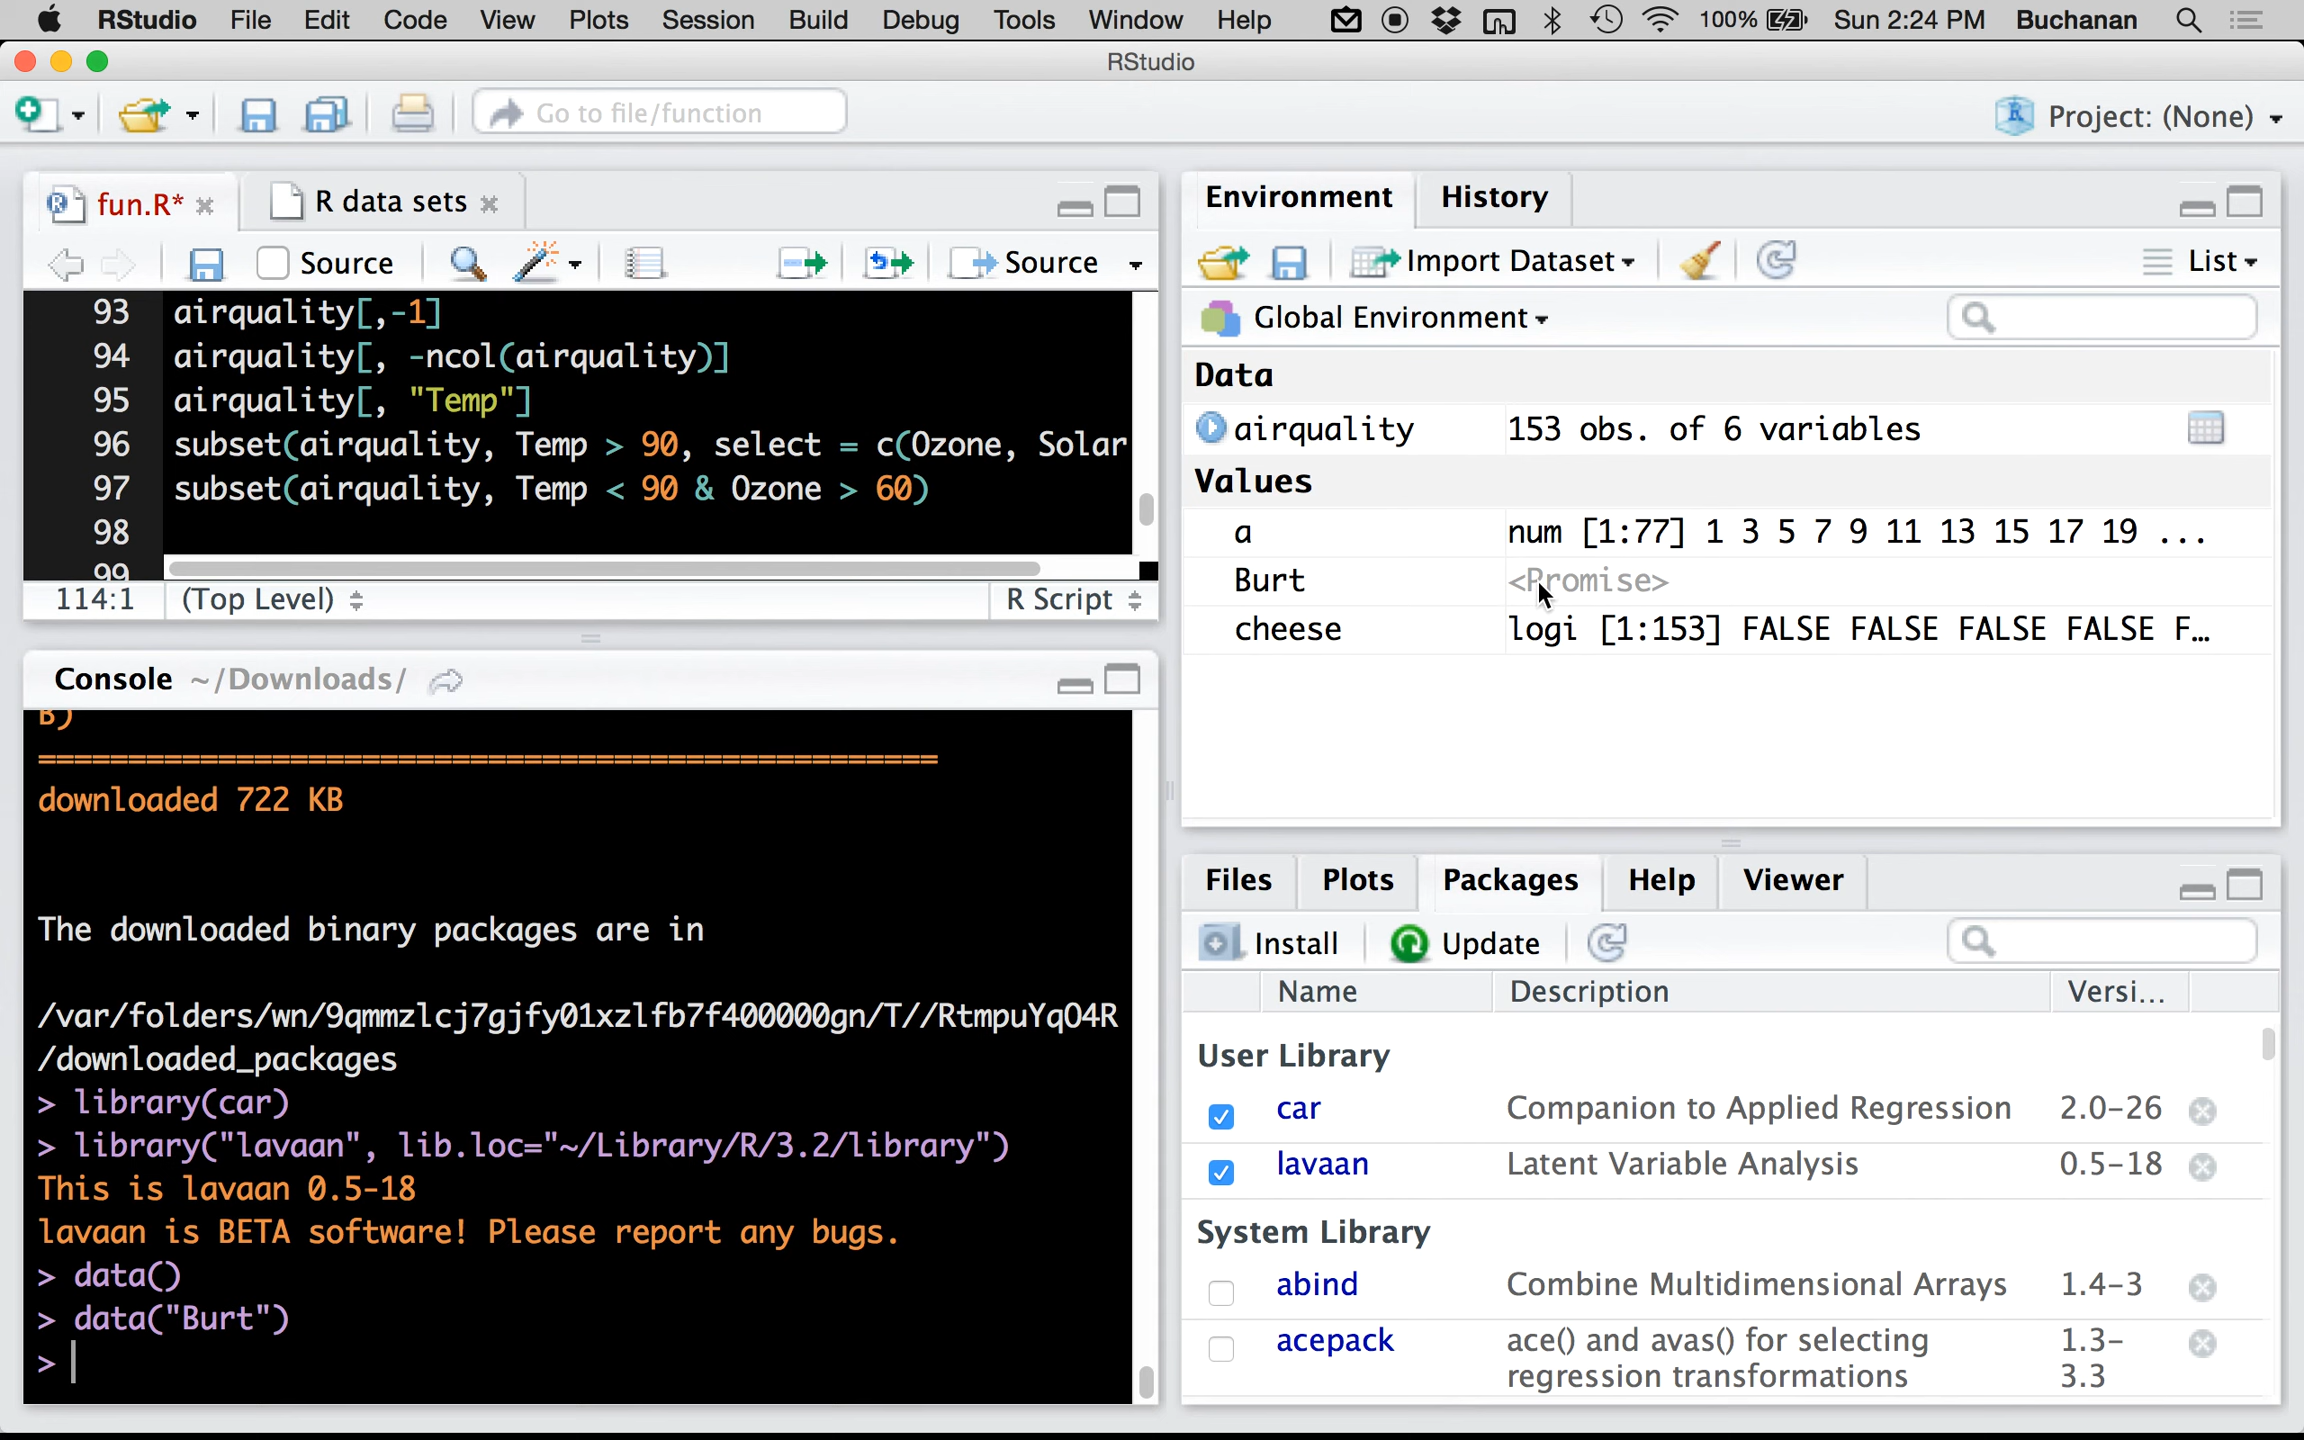 RStudio File Edit Code View Plots Session Build Debug Tools Window Help 100% Sun 2:24 PM Buchanan
RStudio
Go to file/function
Project: (None)
fun.R*
R data sets
Source
Source
93 airquality[,-1]
94 airquality[, -ncol(airquality)]
95 airquality[, "Temp"]
96 subset(airquality, Temp > 90, select = c(Ozone, Solar
97 subset(airquality, Temp < 90 & Ozone > 60)
98
99
114:1 (Top Level) R Script
Console ~/Downloads/
B)
==================================================
downloaded 722 KB
The downloaded binary packages are in
/var/folders/wn/9qmmzlcj7gjfy01xzlfb7f400000gn/T//RtmpuYqO4R
/downloaded_packages
> library(car)
> library("lavaan", lib.loc="~/Library/R/3.2/library")
This is lavaan 0.5-18
lavaan is BETA software! Please report any bugs.
> data()
> data("Burt")
>
Environment History
Import Dataset
List
Global Environment
Data
airquality 153 obs. of 6 variables
Values
a num [1:77] 1 3 5 7 9 11 13 15 17 19 ...
Burt <Promise>
cheese logi [1:153] FALSE FALSE FALSE FALSE F…
Files Plots Packages Help Viewer
Install Update
Name Description Versi...
User Library
car Companion to Applied Regression 2.0-26
lavaan Latent Variable Analysis 0.5-18
System Library
abind Combine Multidimensional Arrays 1.4-3
acepack ace() and avas() for selecting 1.3-
regression transformations 3.3